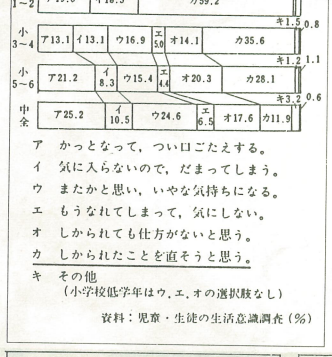 1~2
キ1.5 0.8
小
3~4
ア13.1 イ13.1 ウ16.9 エ5.0 オ14.1 カ35.6
キ1.2 1.1
小
5~6
ア21.2 イ8.3 ウ15.4 エ4.4 オ20.3 カ28.1
キ3.2 0.6
中
全
ア25.2 イ10.5 ウ24.6 エ6.5 オ17.6 カ11.9
ア かっとなって，つい口ごたえする。
イ 気に入らないので，だまってしまう。
ウ またかと思い，いやな気持ちになる。
エ もうなれてしまって，気にしない。
オ しかられても仕方がないと思う。
カ しかられたことを直そうと思う。
キ その他
（小学校低学年はウ，エ，オの選択肢なし）
資料：児童・生徒の生活意識調査（％）